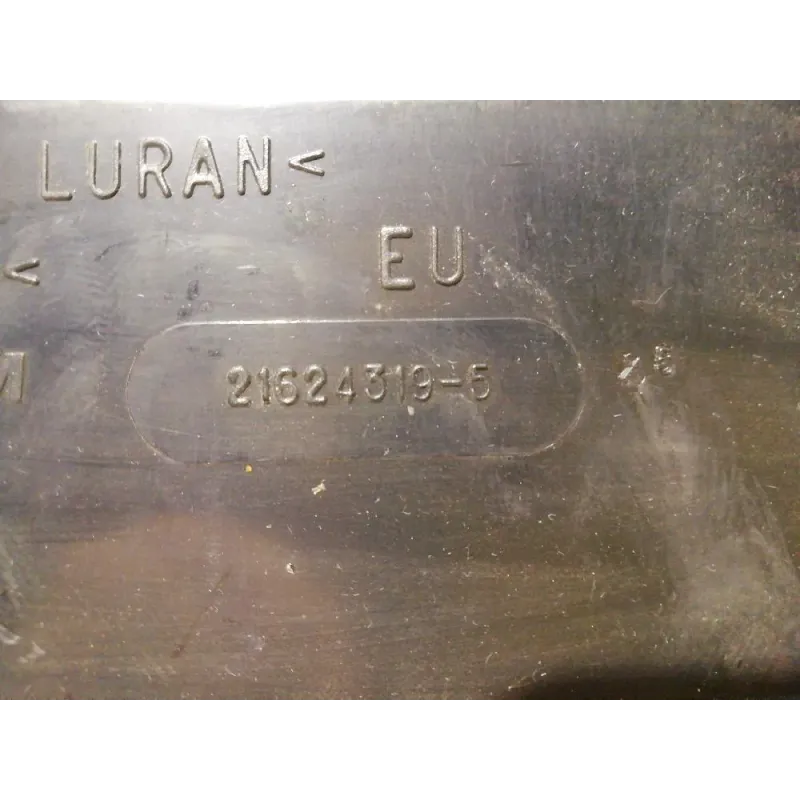 LURAN<
< EU
M 21624319-5